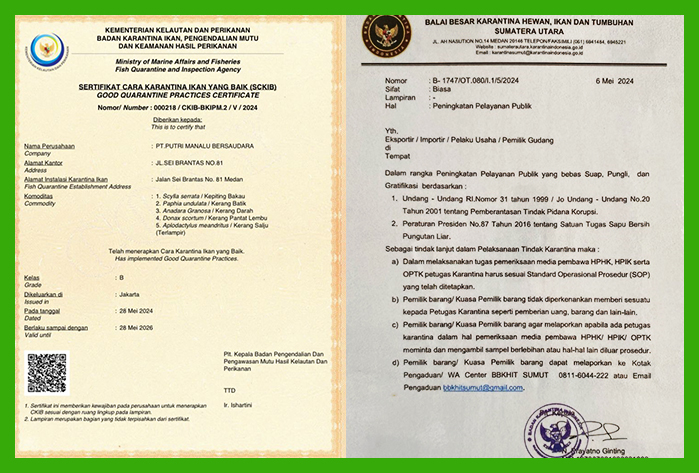 KEMENTERIAN KELAUTAN DAN PERIKANAN
BADAN KARANTINA IKAN, PENGENDALIAN MUTU
DAN KEAMANAN HASIL PERIKANAN
Ministry of Marine Affairs and Fisheries
Fish Quarantine and Inspection Agency
SERTIFIKAT CARA KARANTINA IKAN YANG BAIK (SCKIB)
GOOD QUARANTINE PRACTICES CERTIFICATE
Nomor/ Number : 000218 / CKIB-BKIPM.2 / V / 2024
Diberikan kepada:
This is to certify that
Nama Perusahaan : PT.PUTRI MANALU BERSAUDARA
Company
Alamat Kantor : JL.SEI BRANTAS NO.81
Address
Alamat Instalasi Karantina Ikan : Jalan Sei Brantas No. 81 Medan
Fish Quarantine Establishment Address
Komoditas : 1. Scylla serrata / Kepiting Bakau
Commodity 2. Paphia undulata / Kerang Batik
3. Anadara Granosa / Kerang Darah
4. Donax scortum / Kerang Pantat Lembu
5. Aplodactylus meandritus / Kerang Salju
(Terlampir)
Telah menerapkan Cara Karantina Ikan yang Baik.
Has implemented Good Quarantine Practices.
Kelas : B
Grade
Dikeluarkan di : Jakarta
Issued in
Pada tanggal : 28 Mei 2024
Dated
Berlaku sampai dengan : 28 Mei 2026
Valid until
Plt. Kepala Badan Pengendalian Dan
Pengawasan Mutu Hasil Kelautan Dan
Perikanan
TTD
Ir. Ishartini
1. Sertifikat ini memberikan kewajiban pada perusahaan untuk menerapkan
CKIB sesuai dengan ruang lingkup pada lampiran.
2. Lampiran merupakan bagian yang tidak terpisahkan dari sertifikat.
BALAI BESAR KARANTINA HEWAN, IKAN DAN TUMBUHAN
SUMATERA UTARA
JL. AH NASUTION NO.14 MEDAN 20146 TELEPON/FAKSIMILI (061) 6941484, 6945221
Website : sumaterautara.karantinaindonesia.go.id
Email : karantinasumut@karantinaindonesia.go.id
Nomor : B- 1747/OT.080/I.1/5/2024 6 Mei 2024
Sifat : Biasa
Lampiran : -
Hal : Peningkatan Pelayanan Publik
Yth.
Eksportir / Importir / Pelaku Usaha / Pemilik Gudang
di
Tempat
Dalam rangka Peningkatan Pelayanan Publik yang bebas Suap, Pungli, dan
Gratifikasi berdasarkan :
1. Undang - Undang RI.Nomor 31 tahun 1999 / Jo Undang - Undang No.20
Tahun 2001 tentang Pemberantasan Tindak Pidana Korupsi.
2. Peraturan Presiden No.87 Tahun 2016 tentang Satuan Tugas Sapu Bersih
Pungutan Liar.
Sebagai tindak lanjut dalam Pelaksanaan Tindak Karantina maka :
a) Dalam melaksanakan tugas pemeriksaan media pembawa HPHK, HPIK serta
OPTK petugas Karantina harus sesuai Standard Operasional Prosedur (SOP)
yang telah ditetapkan.
b) Pemilik barang/ Kuasa Pemilik barang tidak diperkenankan memberi sesuatu
kepada Petugas Karantina seperti pemberian uang, barang dan lain-lain.
c) Pemilik barang/ Kuasa Pemilik barang agar melaporkan apabila ada petugas
karantina dalam hal pemeriksaan media pembawa HPHK/ HPIK/ OPTK
mominta dan mengambil sampel berlebihan atau hal-hal lain diluar prosedur.
d) Pemilik barang/ Kuasa Pemilik barang dapat melaporkan ke Kotak
Pengaduan/ WA Center BBKHIT SUMUT 0811-6044-222 atau Email
Pengaduan bbkhitsumut@gmail.com.
N. Prayatno Ginting